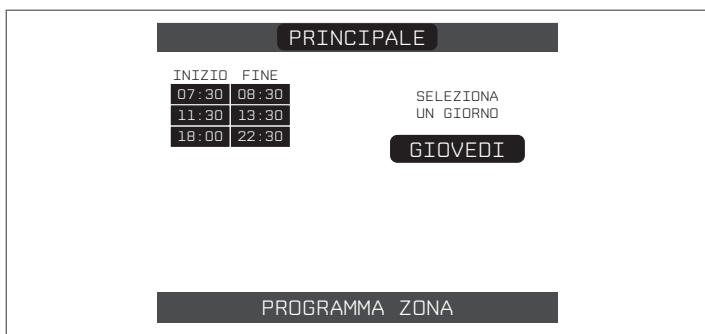 PRINCIPALE
INIZIO FINE
07:30 08:30
11:30 13:30
18:00 22:30
SELEZIONA
UN GIORNO
GIOVEDI
PROGRAMMA ZONA